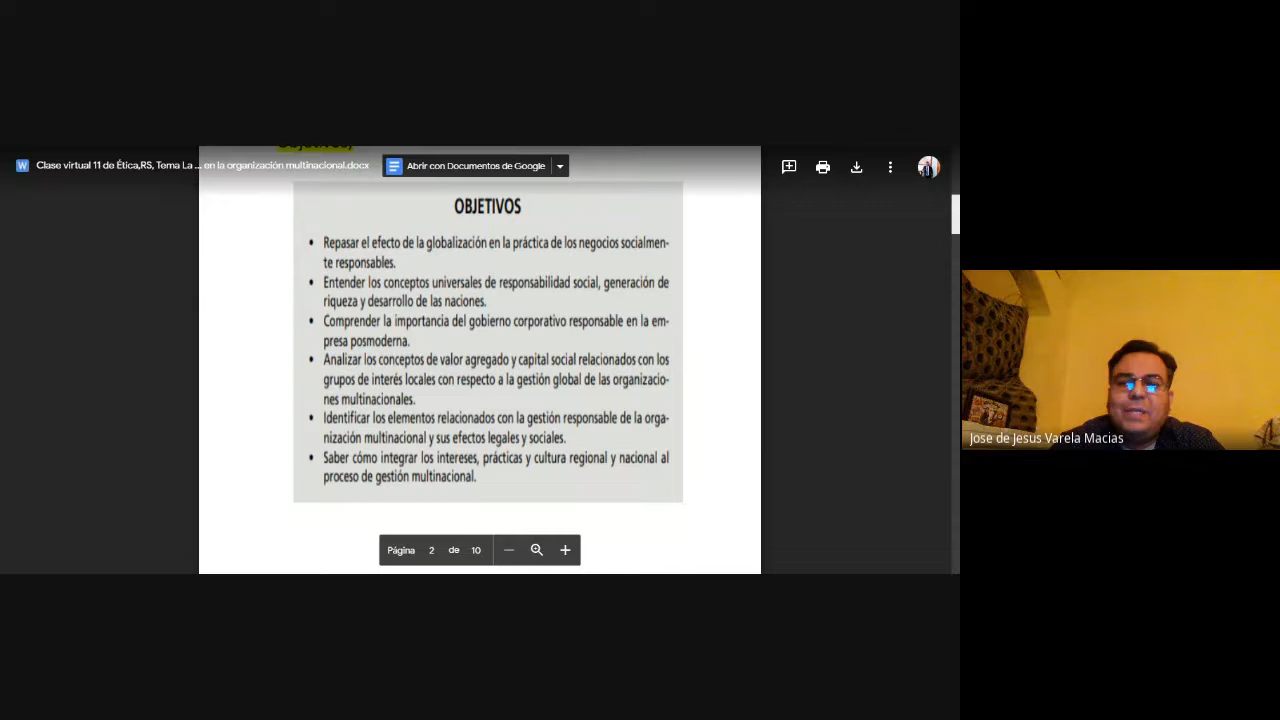 Objetivos,
Clase virtual 11 de Ética,RS, Tema La ... en la organización multinacional.docx
Abrir con Documentos de Google
OBJETIVOS
• Repasar el efecto de la globalización en la práctica de los negocios socialmen-
te responsables.
• Entender los conceptos universales de responsabilidad social, generación de
riqueza y desarrollo de las naciones.
• Comprender la importancia del gobierno corporativo responsable en la em-
presa posmoderna.
• Analizar los conceptos de valor agregado y capital social relacionados con los
grupos de interés locales con respecto a la gestión global de las organizacio-
nes multinacionales.
• Identificar los elementos relacionados con la gestión responsable de la orga-
nización multinacional y sus efectos legales y sociales.
• Saber cómo integrar los intereses, prácticas y cultura regional y nacional al
proceso de gestión multinacional.
Página 2 de 10
Jose de Jesus Varela Macias